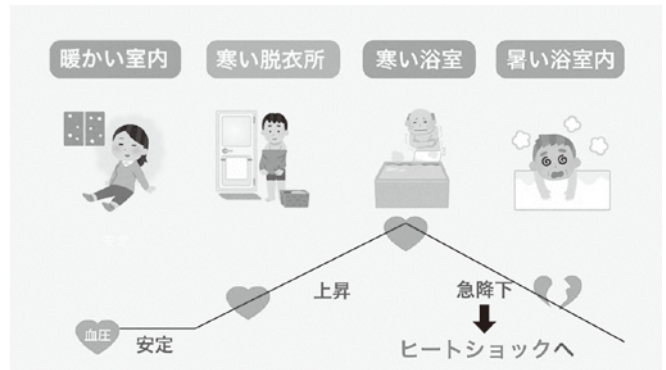 暖かい室内
寒い脱衣所
寒い浴室
暑い浴室内
上昇
急降下
血圧
安定
ヒートショックへ